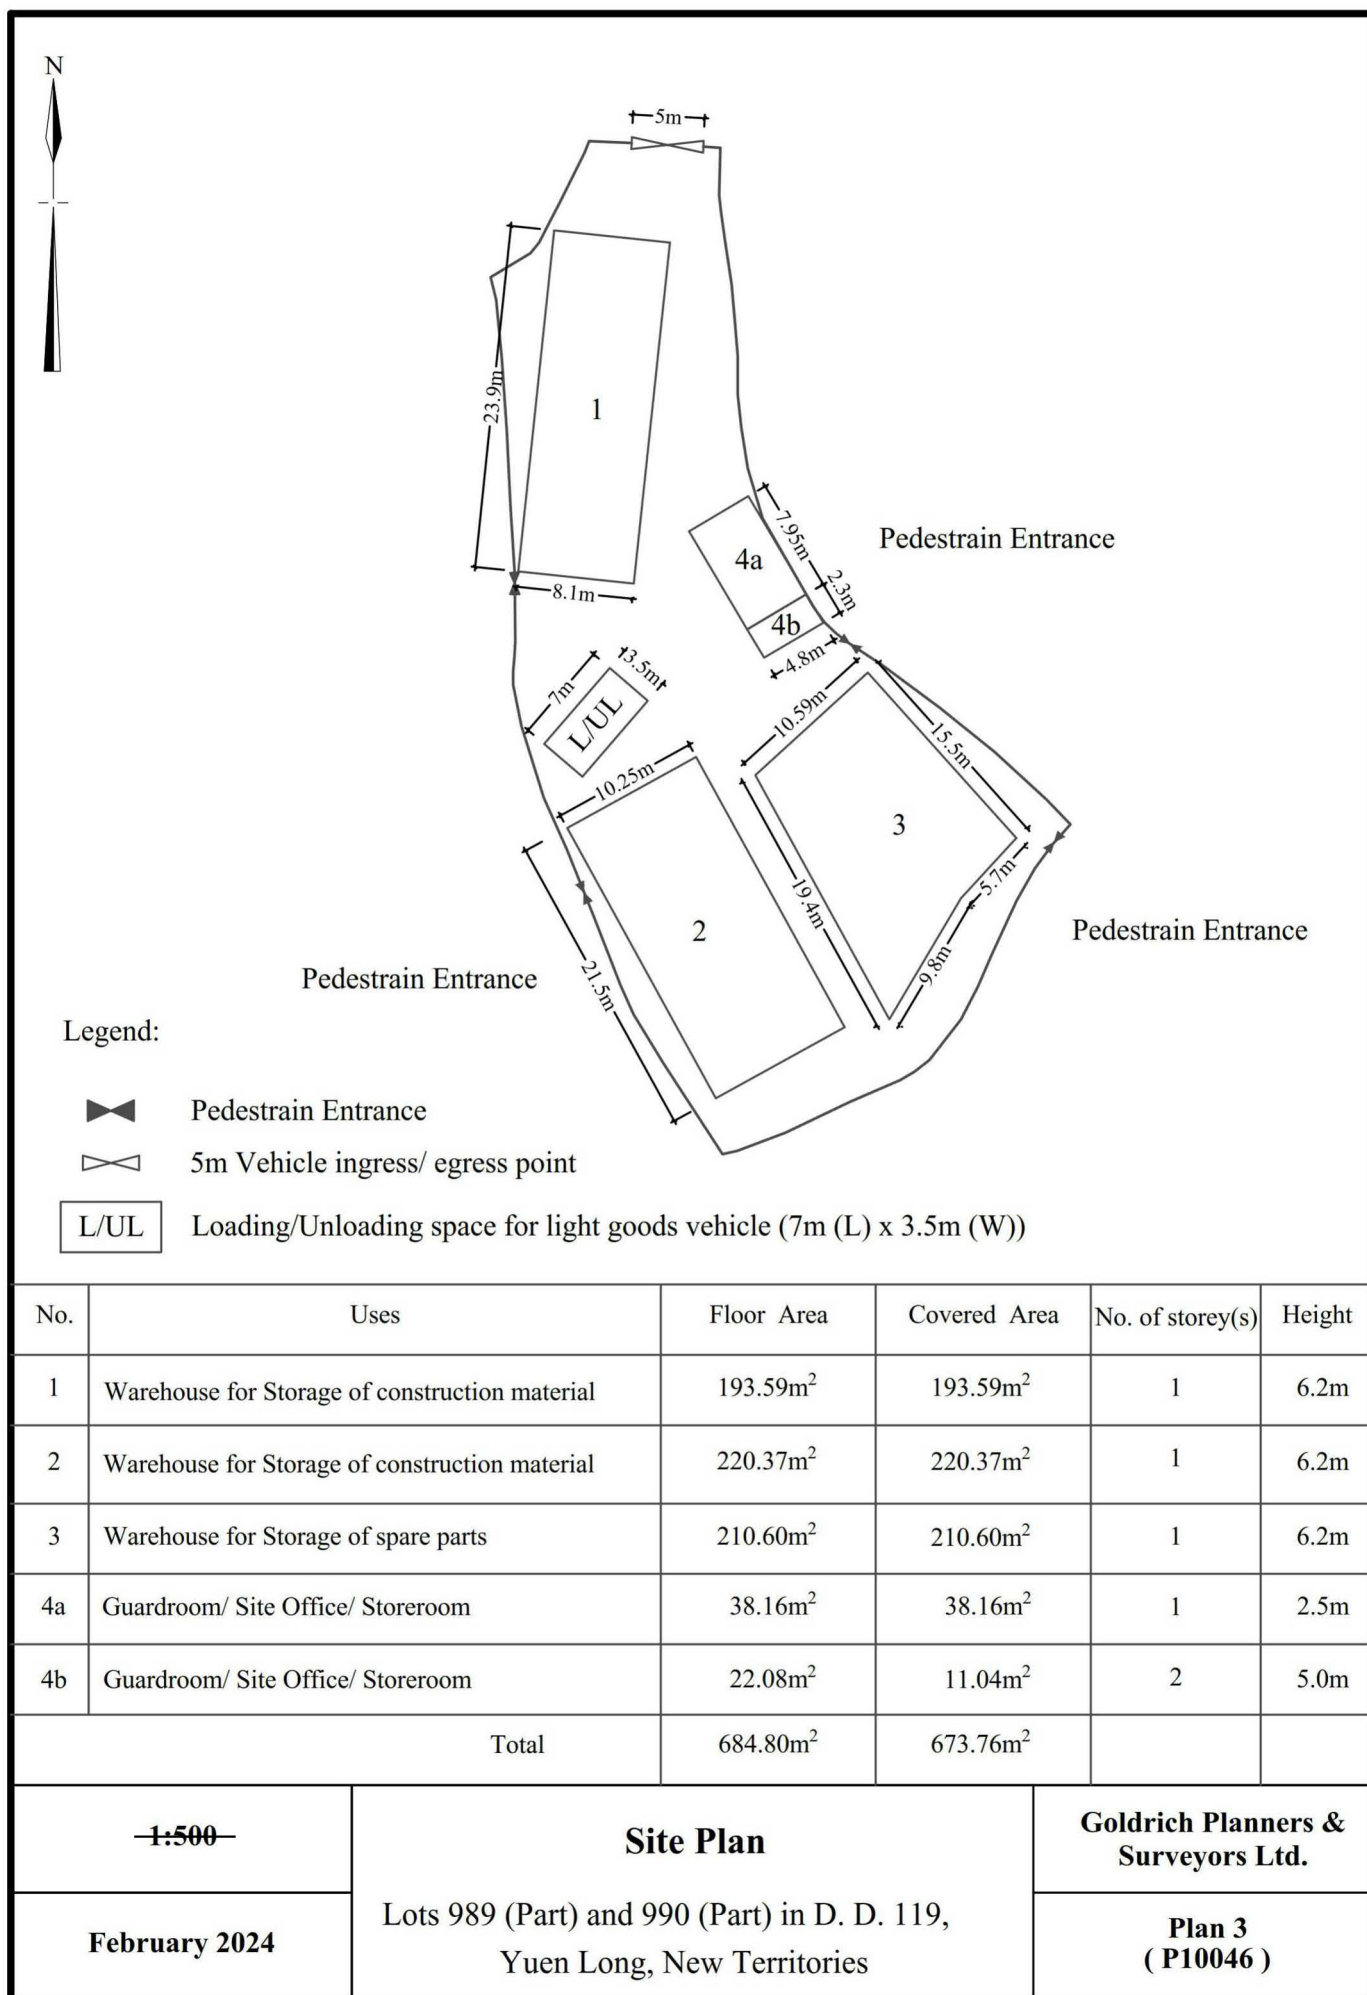 N
5m
23.9m
1
8.1m
7.95m
2.3m
Pedestrain Entrance
4a
4b
4.8m
7m
3.5m
L/UL
10.59m
15.5m
10.25m
3
5.7m
19.4m
9.8m
2
21.5m
Pedestrain Entrance
Pedestrain Entrance
Legend:
Pedestrain Entrance
5m Vehicle ingress/ egress point
L/UL Loading/Unloading space for light goods vehicle (7m (L) x 3.5m (W))
No. Uses Floor Area Covered Area No. of storey(s) Height
1 Warehouse for Storage of construction material 193.59m² 193.59m² 1 6.2m
2 Warehouse for Storage of construction material 220.37m² 220.37m² 1 6.2m
3 Warehouse for Storage of spare parts 210.60m² 210.60m² 1 6.2m
4a Guardroom/ Site Office/ Storeroom 38.16m² 38.16m² 1 2.5m
4b Guardroom/ Site Office/ Storeroom 22.08m² 11.04m² 2 5.0m
Total 684.80m² 673.76m²
1:500
February 2024
Site Plan
Lots 989 (Part) and 990 (Part) in D. D. 119,
Yuen Long, New Territories
Goldrich Planners &
Surveyors Ltd.
Plan 3
( P10046 )